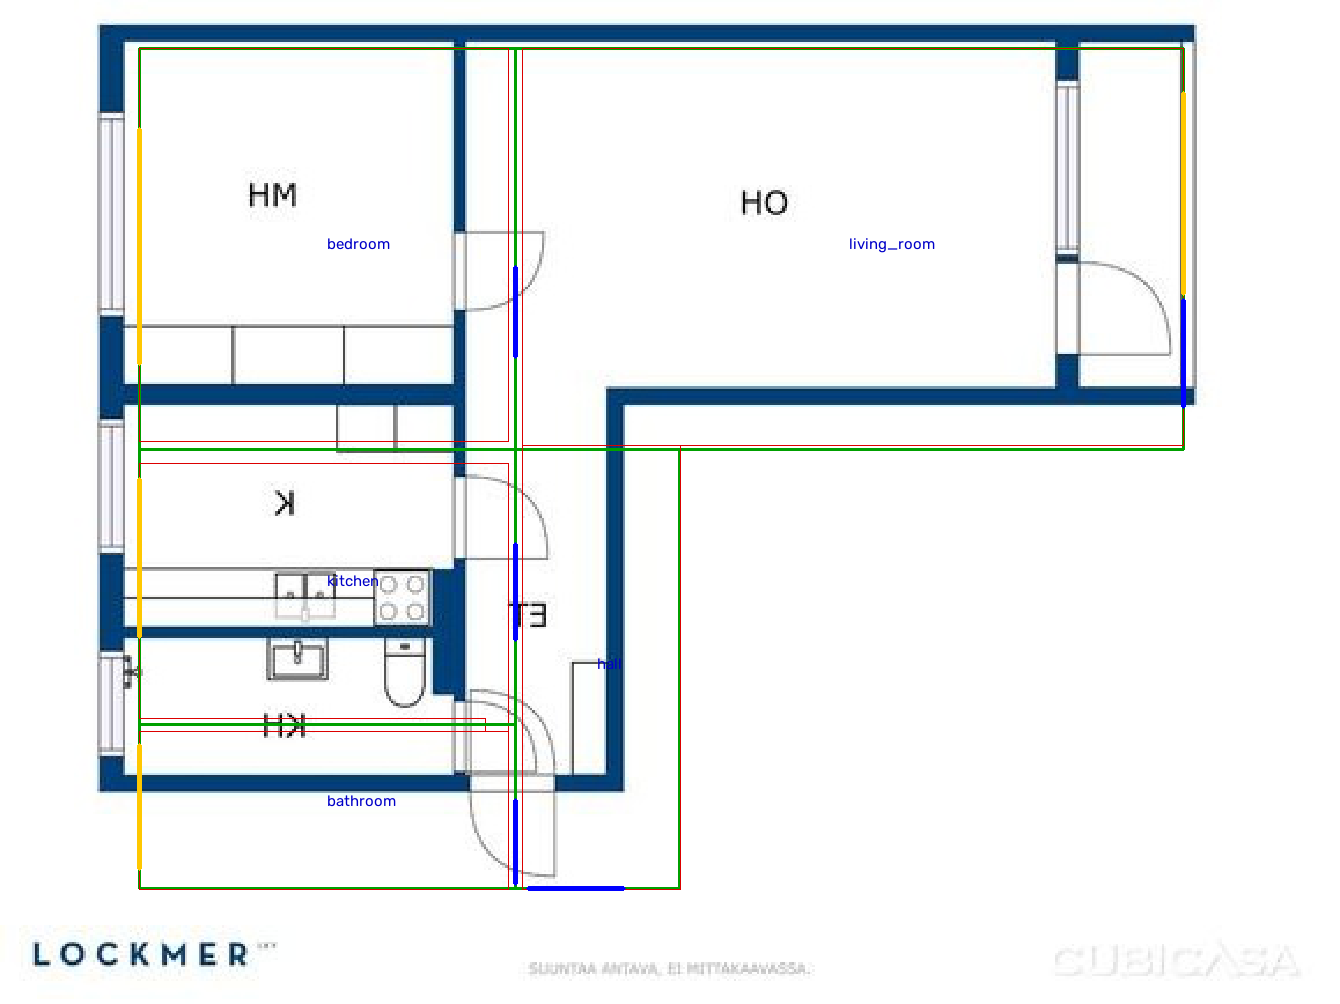 HM
HO
bedroom
living_room
K
kitchen
ET
hall
KH
bathroom
LOCKMER
SUUNTAA ANTAVA, EI MITTAKAAVASSA.
CUBICASA